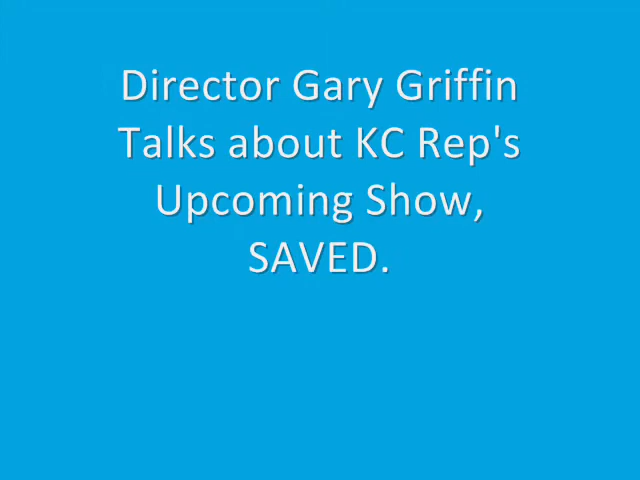 Director Gary Griffin
Talks about KC Rep's
Upcoming Show,
SAVED.